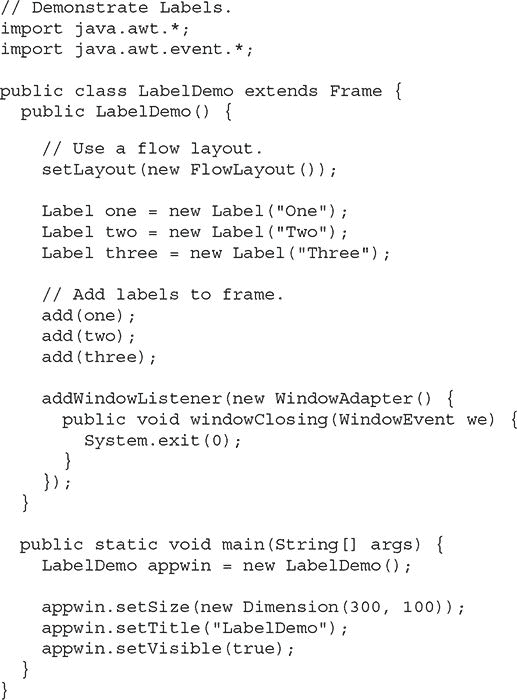 // Demonstrate Labels.
import java.awt.*;
import java.awt.event.*;

public class LabelDemo extends Frame {
  public LabelDemo() {

    // Use a flow layout.
    setLayout(new FlowLayout());

    Label one = new Label("One");
    Label two = new Label("Two");
    Label three = new Label("Three");

    // Add labels to frame.
    add(one);
    add(two);
    add(three);

    addWindowListener(new WindowAdapter() {
      public void windowClosing(WindowEvent we) {
        System.exit(0);
      }
    });
  }

  public static void main(String[] args) {
    LabelDemo appwin = new LabelDemo();

    appwin.setSize(new Dimension(300, 100));
    appwin.setTitle("LabelDemo");
    appwin.setVisible(true);
  }
}